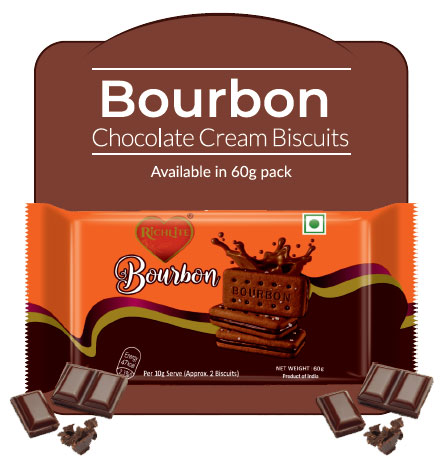 Bourbon
Chocolate Cream Biscuits
Available in 60g pack
RICHLITE®
Bourbon
BOURBON
Energy
Per 10g Serve (Approx. 2 Biscuits)
NET WEIGHT : 60g
Product of India